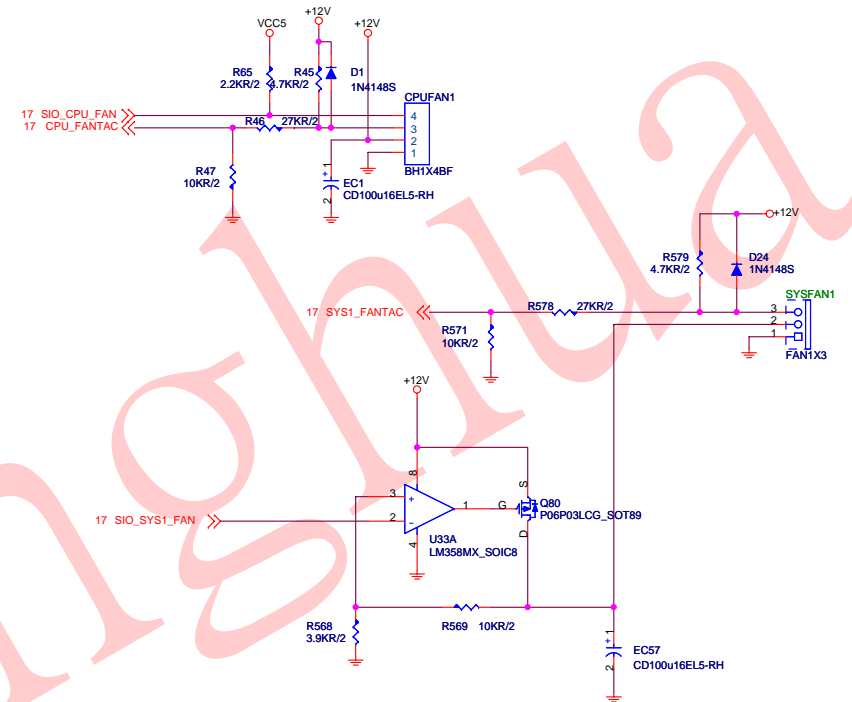 VCC5
+12V
+12V
R65
2.2KR/2
R45
4.7KR/2
D1
1N4148S
CPUFAN1
17 SIO_CPU_FAN
17 CPU_FANTAC
R46 27KR/2
4
3
2
1
BH1X4BF
R47
10KR/2
1
+
EC1
CD100u16EL5-RH
2
+12V
R579
4.7KR/2
D24
1N4148S
SYSFAN1
17 SYS1_FANTAC
R578 27KR/2
3
2
1
FAN1X3
R571
10KR/2
+12V
8
3
+
1
G
S
D
Q80
P06P03LCG_SOT89
17 SIO_SYS1_FAN
2
-
4
U33A
LM358MX_SOIC8
R568
3.9KR/2
R569 10KR/2
1
+
EC57
CD100u16EL5-RH
2
nghua